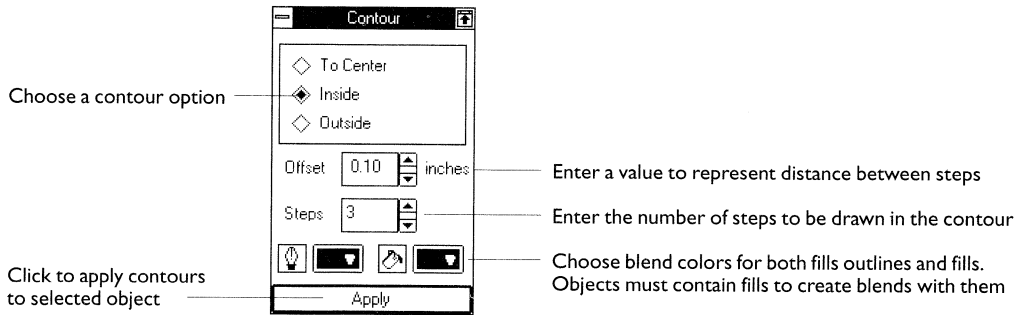 Contour
To Center
Choose a contour option
Inside
Outside
Offset 0.10 inches
Enter a value to represent distance between steps
Steps 3
Enter the number of steps to be drawn in the contour
Choose blend colors for both fills outlines and fills.
Objects must contain fills to create blends with them
Click to apply contours
to selected object
Apply